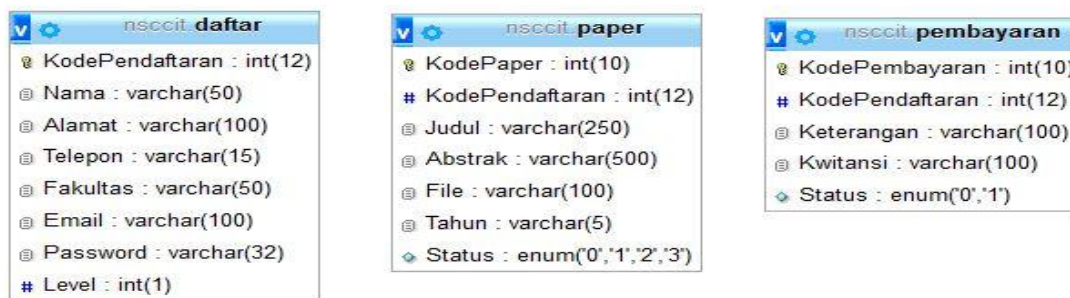 nsccit.daftar
KodePendaftaran : int(12)
Nama : varchar(50)
Alamat : varchar(100)
Telepon : varchar(15)
Fakultas : varchar(50)
Email : varchar(100)
Password : varchar(32)
# Level : int(1)
nsccit.paper
KodePaper : int(10)
# KodePendaftaran : int(12)
Judul : varchar(250)
Abstrak : varchar(500)
File : varchar(100)
Tahun : varchar(5)
Status : enum('0','1','2','3')
nsccit.pembayaran
KodePembayaran : int(10)
# KodePendaftaran : int(12)
Keterangan : varchar(100)
Kwitansi : varchar(100)
Status : enum('0','1')